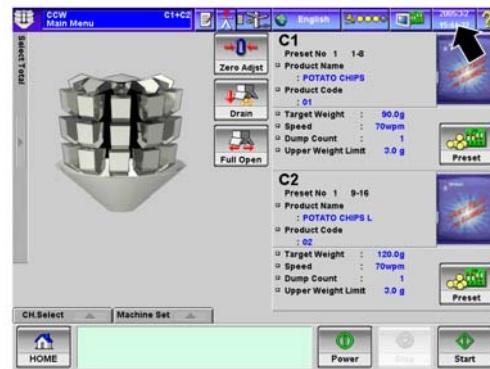 CCW C1+C2
Main Menu
English
2005/3/2
Select Total
Zero Adjst
Drain
Full Open
C1
Preset No 1 1-8
Product Name
: POTATO CHIPS
Product Code
: 01
Target Weight : 90.0g
Speed : 70wpm
Dump Count : 1
Upper Weight Limit 3.0 g
Preset
C2
Preset No 1 9-16
Product Name
: POTATO CHIPS L
Product Code
: 02
Target Weight : 120.0g
Speed : 70wpm
Dump Count : 1
Upper Weight Limit 3.0 g
Preset
CH.Select Machine Set
HOME Power Stop Start